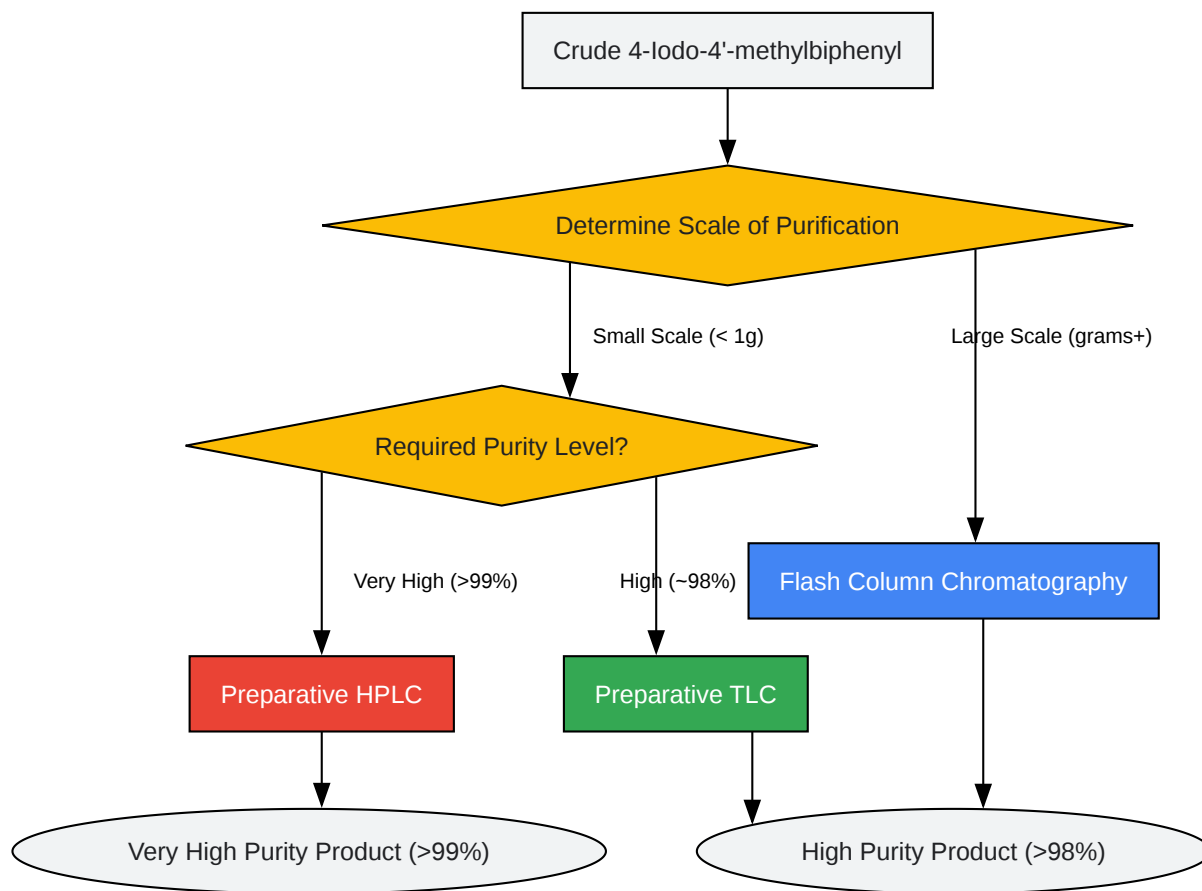 Crude 4-Iodo-4'-methylbiphenyl
Determine Scale of Purification
Small Scale (< 1g)
Large Scale (grams+)
Required Purity Level?
Very High (>99%)
High (~98%)
Flash Column Chromatography
Preparative HPLC
Preparative TLC
Very High Purity Product (>99%)
High Purity Product (>98%)